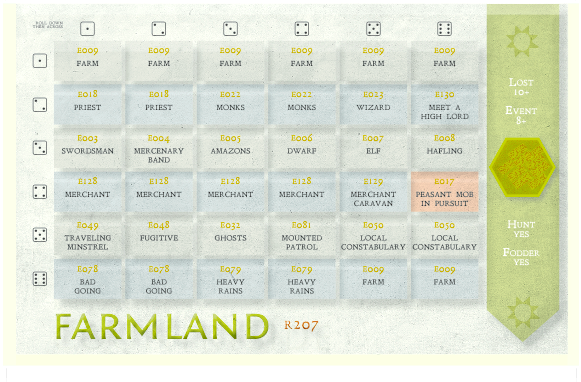 ROLL DOWN
THEN ACROSS
E009 E009 E009 E009 E009 E009
FARM FARM FARM FARM FARM FARM
E018 E018 E022 E022 E023 E130
PRIEST PRIEST MONKS MONKS WIZARD MEET A
HIGH LORD
E003 E004 E005 E006 E007 E008
SWORDSMAN MERCENARY AMAZONS DWARF ELF HAFLING
BAND
E128 E128 E128 E128 E129 E017
MERCHANT MERCHANT MERCHANT MERCHANT MERCHANT PEASANT MOB
CARAVAN IN PURSUIT
E049 E048 E032 E081 E050 E050
TRAVELING FUGITIVE GHOSTS MOUNTED LOCAL LOCAL
MINSTREL PATROL CONSTABULARY CONSTABULARY
E078 E078 E079 E079 E009 E009
BAD BAD HEAVY HEAVY FARM FARM
GOING GOING RAINS RAINS
FARMLAND R207
LOST
10+
EVENT
8+
HUNT
YES
FODDER
YES